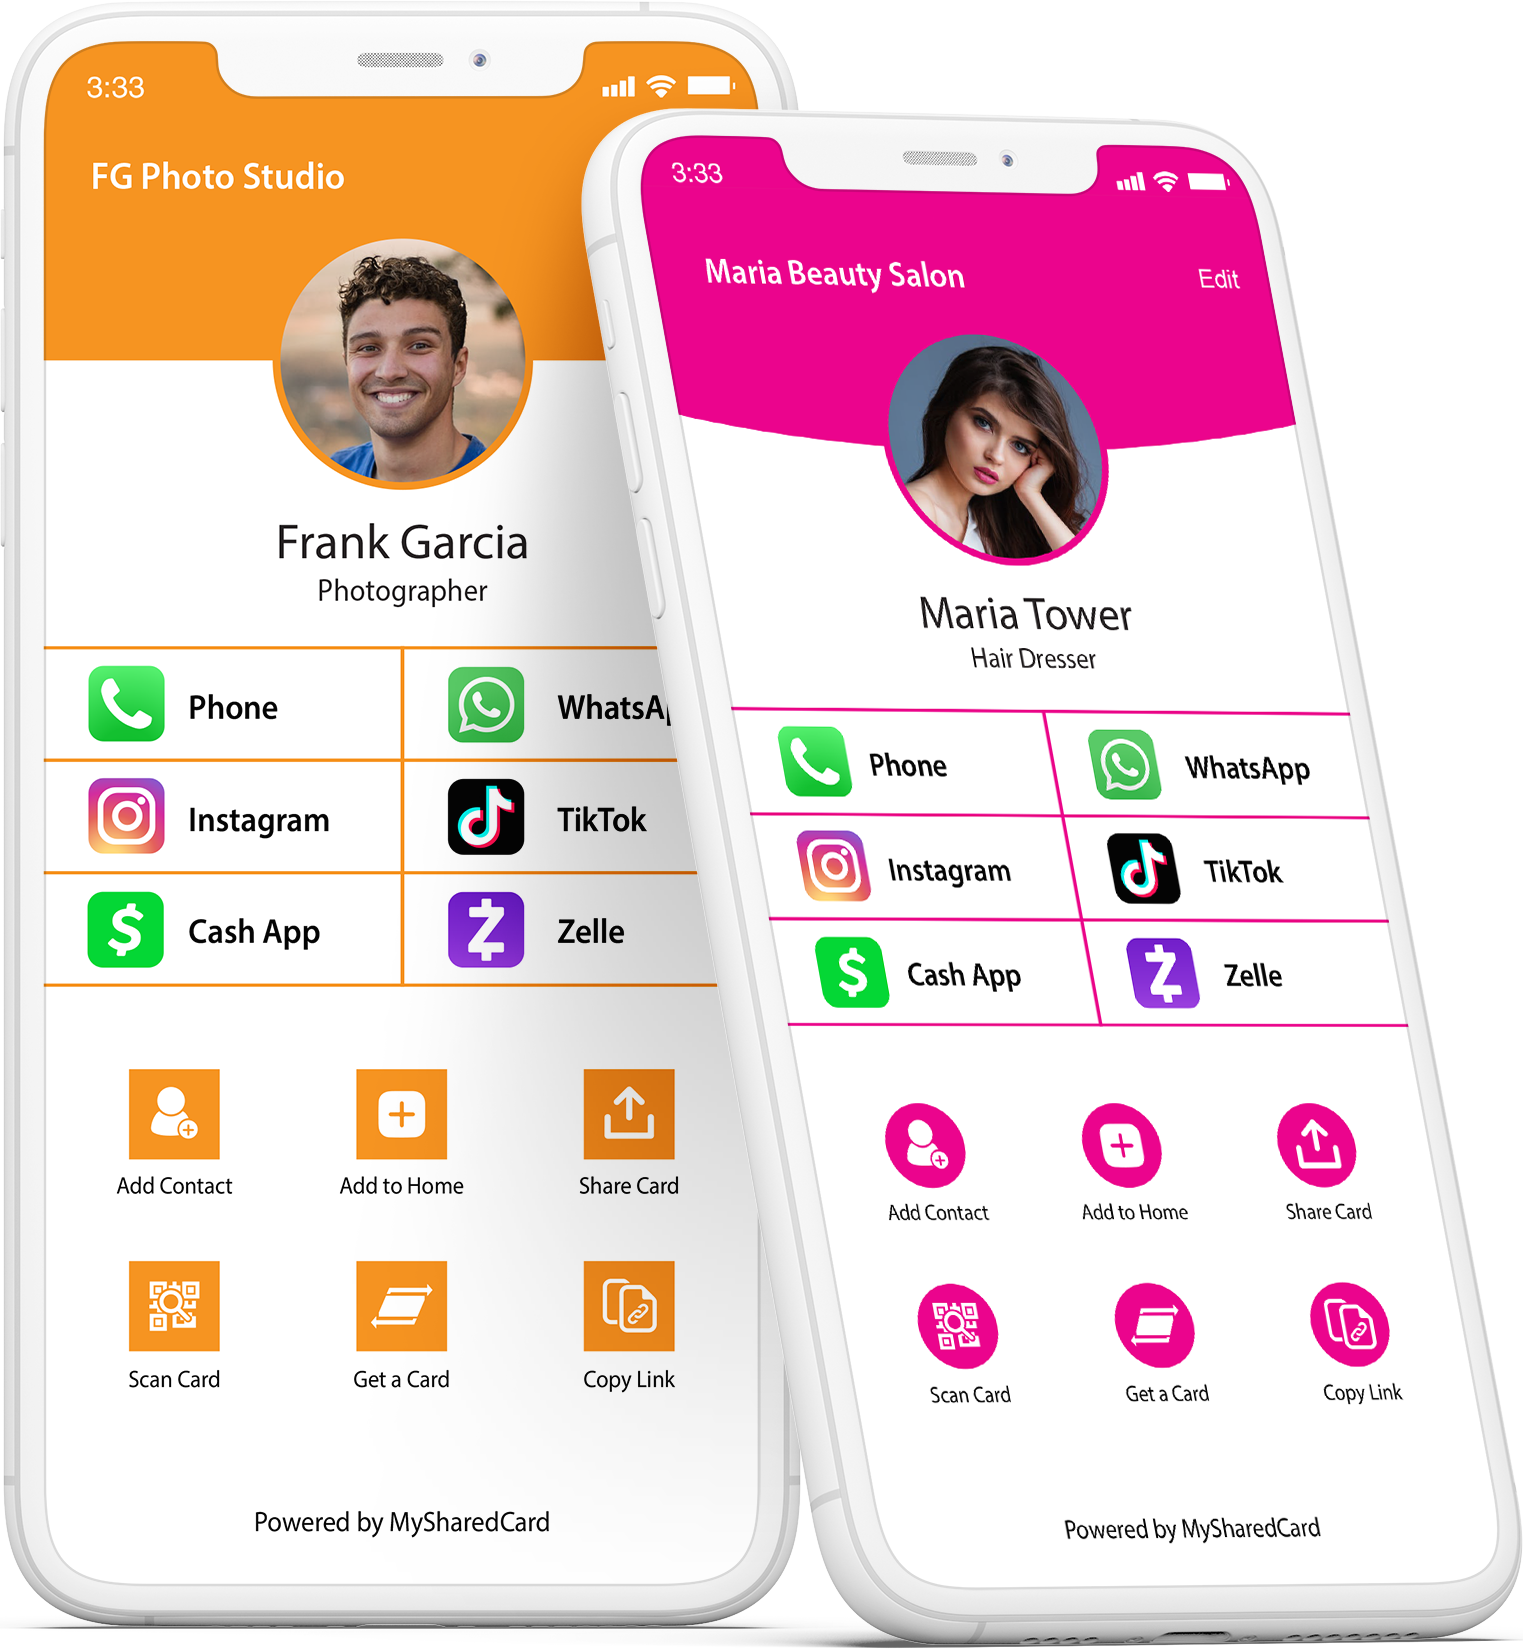 3:33
FG Photo Studio
Frank Garcia
Photographer
Phone
Instagram
TikTok
Cash App
Zelle
Add Contact
Add to Home
Share Card
Scan Card
Get a Card
Copy Link
Powered by MySharedCard
3:33
Maria Beauty Salon
Edit
Maria Tower
Hair Dresser
Phone
WhatsApp
Instagram
TikTok
Cash App
Zelle
Add Contact
Add to Home
Share Card
Scan Card
Get a Card
Copy Link
Powered by MySharedCard